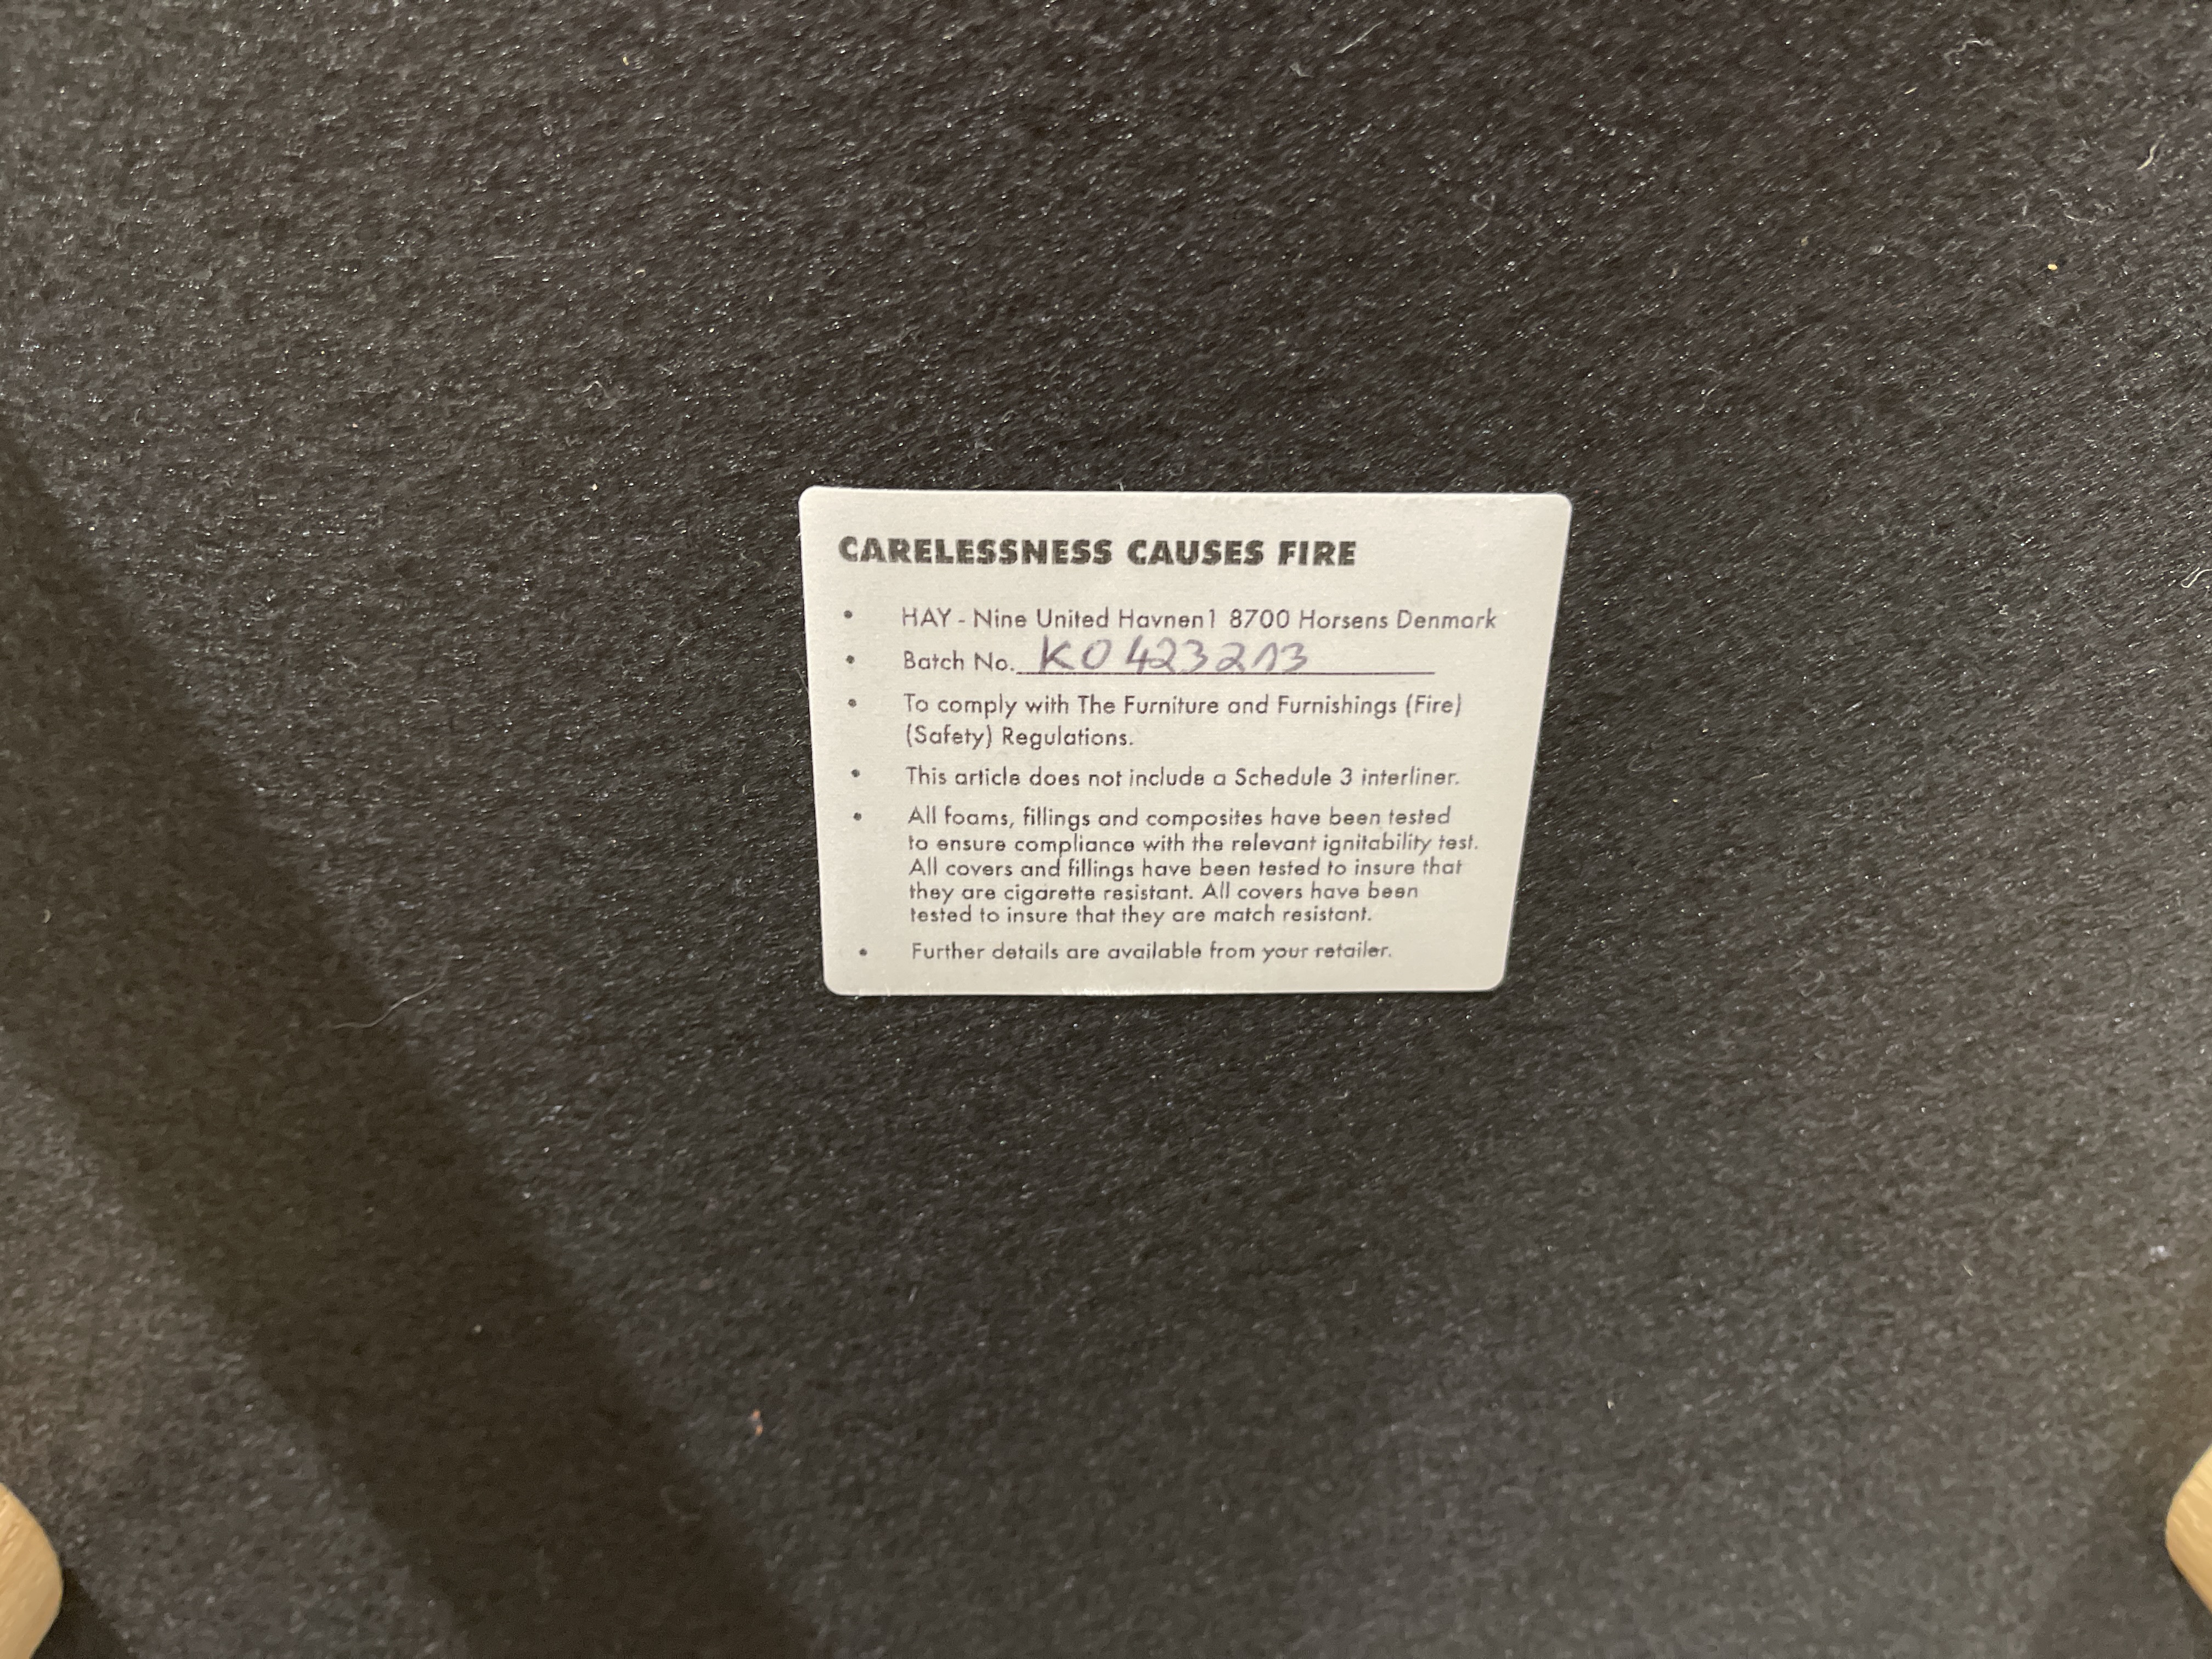 CARELESSNESS CAUSES FIRE
• HAY - Nine United Havnen1 8700 Horsens Denmark
• Batch No. KO423213
• To comply with The Furniture and Furnishings (Fire)
(Safety) Regulations.
• This article does not include a Schedule 3 interliner.
• All foams, fillings and composites have been tested
to ensure compliance with the relevant ignitability test.
All covers and fillings have been tested to insure that
they are cigarette resistant. All covers have been
tested to insure that they are match resistant.
• Further details are available from your retailer.